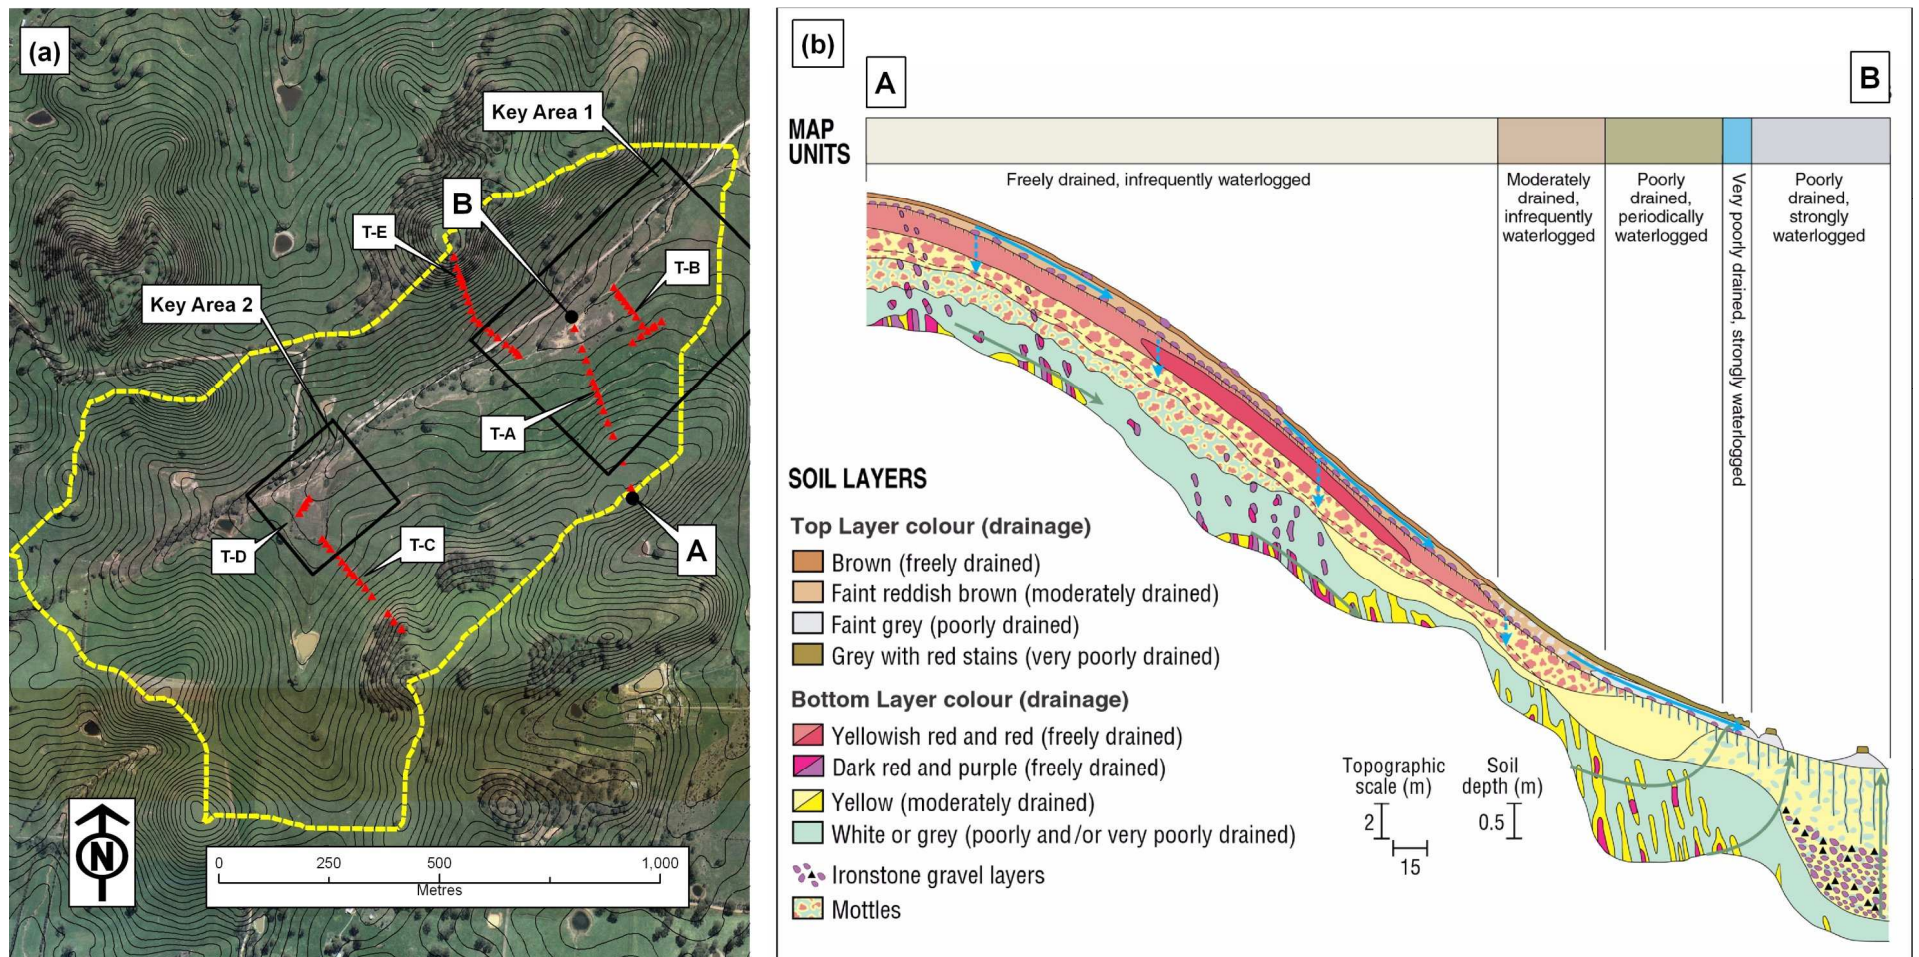 (a)
Key Area 1
B
T-E
T-B
Key Area 2
T-A
A
T-C
T-D
N
0 250 500 1,000
Metres
(b)
A
B
MAP
UNITS
Freely drained, infrequently waterlogged
Moderately
drained,
infrequently
waterlogged
Poorly
drained,
periodically
waterlogged
Very poorly drained, strongly waterlogged
Poorly
drained,
strongly
waterlogged
SOIL LAYERS
Top Layer colour (drainage)
Brown (freely drained)
Faint reddish brown (moderately drained)
Faint grey (poorly drained)
Grey with red stains (very poorly drained)
Bottom Layer colour (drainage)
Yellowish red and red (freely drained)
Dark red and purple (freely drained)
Yellow (moderately drained)
White or grey (poorly and/or very poorly drained)
Ironstone gravel layers
Mottles
Topographic
scale (m)
2
15
Soil
depth (m)
0.5